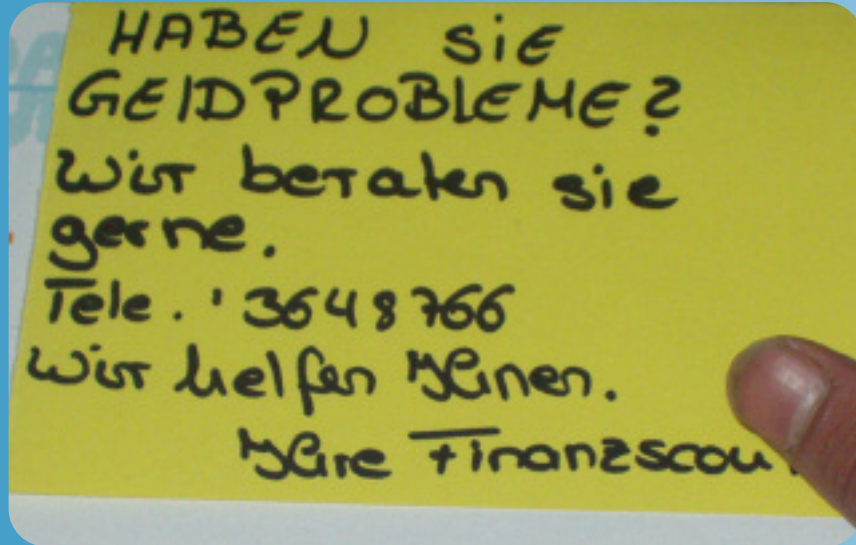 HABEN SiE
GElDPROBlEME?
Wir beraten sie
gerne.
Tele. '3648766
Wir helfen Ihnen.
Ihre Finanzscou